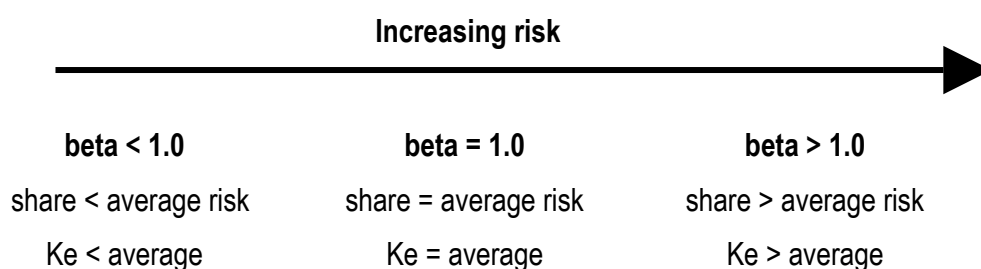 Increasing risk
beta < 1.0 beta = 1.0 beta > 1.0
share < average risk share = average risk share > average risk
Ke < average Ke = average Ke > average